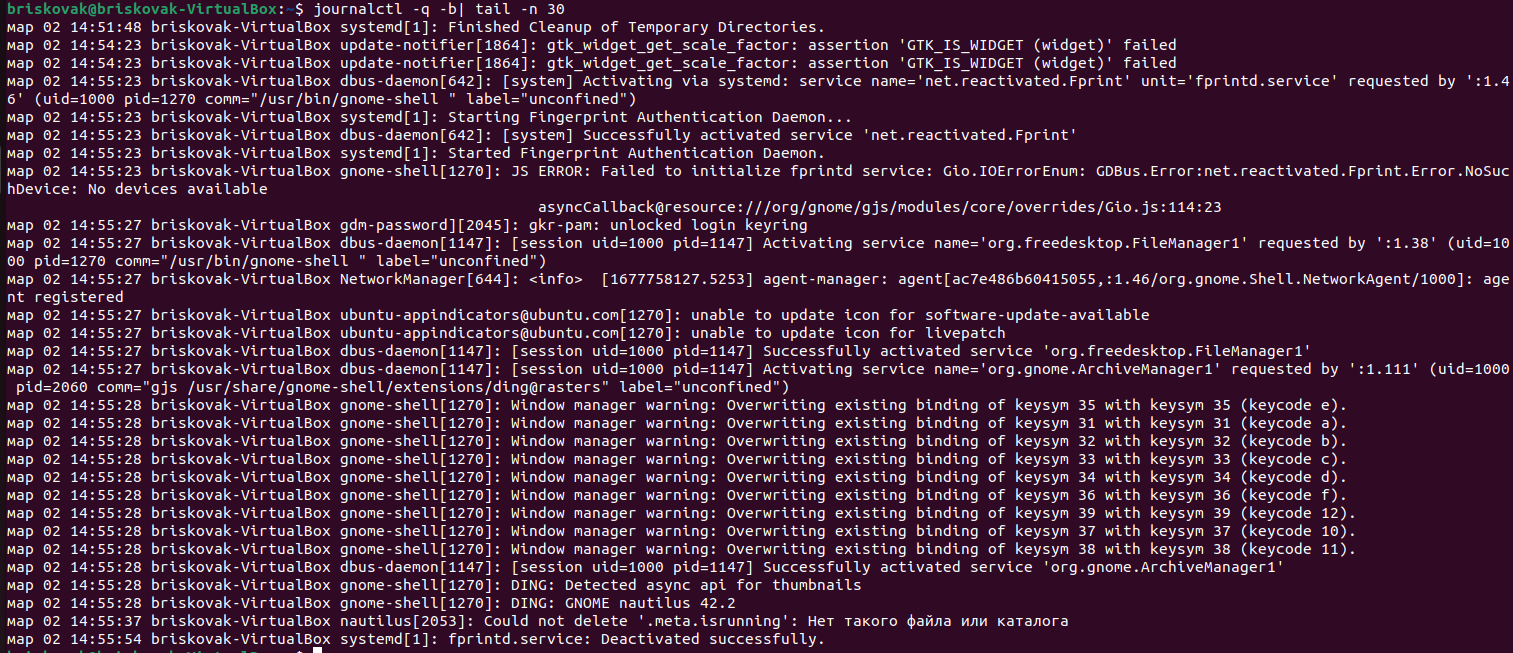 briskovak@briskovak-VirtualBox:~$ journalctl -q -b| tail -n 30
мар 02 14:51:48 briskovak-VirtualBox systemd[1]: Finished Cleanup of Temporary Directories.
мар 02 14:54:23 briskovak-VirtualBox update-notifier[1864]: gtk_widget_get_scale_factor: assertion 'GTK_IS_WIDGET (widget)' failed
мар 02 14:54:23 briskovak-VirtualBox update-notifier[1864]: gtk_widget_get_scale_factor: assertion 'GTK_IS_WIDGET (widget)' failed
мар 02 14:55:23 briskovak-VirtualBox dbus-daemon[642]: [system] Activating via systemd: service name='net.reactivated.Fprint' unit='fprintd.service' requested by ':1.4
6' (uid=1000 pid=1270 comm="/usr/bin/gnome-shell " label="unconfined")
мар 02 14:55:23 briskovak-VirtualBox systemd[1]: Starting Fingerprint Authentication Daemon...
мар 02 14:55:23 briskovak-VirtualBox dbus-daemon[642]: [system] Successfully activated service 'net.reactivated.Fprint'
мар 02 14:55:23 briskovak-VirtualBox systemd[1]: Started Fingerprint Authentication Daemon.
мар 02 14:55:23 briskovak-VirtualBox gnome-shell[1270]: JS ERROR: Failed to initialize fprintd service: Gio.IOErrorEnum: GDBus.Error:net.reactivated.Fprint.Error.NoSuc
hDevice: No devices available
asyncCallback@resource:///org/gnome/gjs/modules/core/overrides/Gio.js:114:23
мар 02 14:55:27 briskovak-VirtualBox gdm-password][2045]: gkr-pam: unlocked login keyring
мар 02 14:55:27 briskovak-VirtualBox dbus-daemon[1147]: [session uid=1000 pid=1147] Activating service name='org.freedesktop.FileManager1' requested by ':1.38' (uid=10
00 pid=1270 comm="/usr/bin/gnome-shell " label="unconfined")
мар 02 14:55:27 briskovak-VirtualBox NetworkManager[644]: <info>  [1677758127.5253] agent-manager: agent[ac7e486b60415055,:1.46/org.gnome.Shell.NetworkAgent/1000]: age
nt registered
мар 02 14:55:27 briskovak-VirtualBox ubuntu-appindicators@ubuntu.com[1270]: unable to update icon for software-update-available
мар 02 14:55:27 briskovak-VirtualBox ubuntu-appindicators@ubuntu.com[1270]: unable to update icon for livepatch
мар 02 14:55:27 briskovak-VirtualBox dbus-daemon[1147]: [session uid=1000 pid=1147] Successfully activated service 'org.freedesktop.FileManager1'
мар 02 14:55:27 briskovak-VirtualBox dbus-daemon[1147]: [session uid=1000 pid=1147] Activating service name='org.gnome.ArchiveManager1' requested by ':1.111' (uid=1000
pid=2060 comm="gjs /usr/share/gnome-shell/extensions/ding@rasters" label="unconfined")
мар 02 14:55:28 briskovak-VirtualBox gnome-shell[1270]: Window manager warning: Overwriting existing binding of keysym 35 with keysym 35 (keycode e).
мар 02 14:55:28 briskovak-VirtualBox gnome-shell[1270]: Window manager warning: Overwriting existing binding of keysym 31 with keysym 31 (keycode a).
мар 02 14:55:28 briskovak-VirtualBox gnome-shell[1270]: Window manager warning: Overwriting existing binding of keysym 32 with keysym 32 (keycode b).
мар 02 14:55:28 briskovak-VirtualBox gnome-shell[1270]: Window manager warning: Overwriting existing binding of keysym 33 with keysym 33 (keycode c).
мар 02 14:55:28 briskovak-VirtualBox gnome-shell[1270]: Window manager warning: Overwriting existing binding of keysym 34 with keysym 34 (keycode d).
мар 02 14:55:28 briskovak-VirtualBox gnome-shell[1270]: Window manager warning: Overwriting existing binding of keysym 36 with keysym 36 (keycode f).
мар 02 14:55:28 briskovak-VirtualBox gnome-shell[1270]: Window manager warning: Overwriting existing binding of keysym 39 with keysym 39 (keycode 12).
мар 02 14:55:28 briskovak-VirtualBox gnome-shell[1270]: Window manager warning: Overwriting existing binding of keysym 37 with keysym 37 (keycode 10).
мар 02 14:55:28 briskovak-VirtualBox gnome-shell[1270]: Window manager warning: Overwriting existing binding of keysym 38 with keysym 38 (keycode 11).
мар 02 14:55:28 briskovak-VirtualBox dbus-daemon[1147]: [session uid=1000 pid=1147] Successfully activated service 'org.gnome.ArchiveManager1'
мар 02 14:55:28 briskovak-VirtualBox gnome-shell[1270]: DING: Detected async api for thumbnails
мар 02 14:55:28 briskovak-VirtualBox gnome-shell[1270]: DING: GNOME nautilus 42.2
мар 02 14:55:37 briskovak-VirtualBox nautilus[2053]: Could not delete '.meta.isrunning': Нет такого файла или каталога
мар 02 14:55:54 briskovak-VirtualBox systemd[1]: fprintd.service: Deactivated successfully.